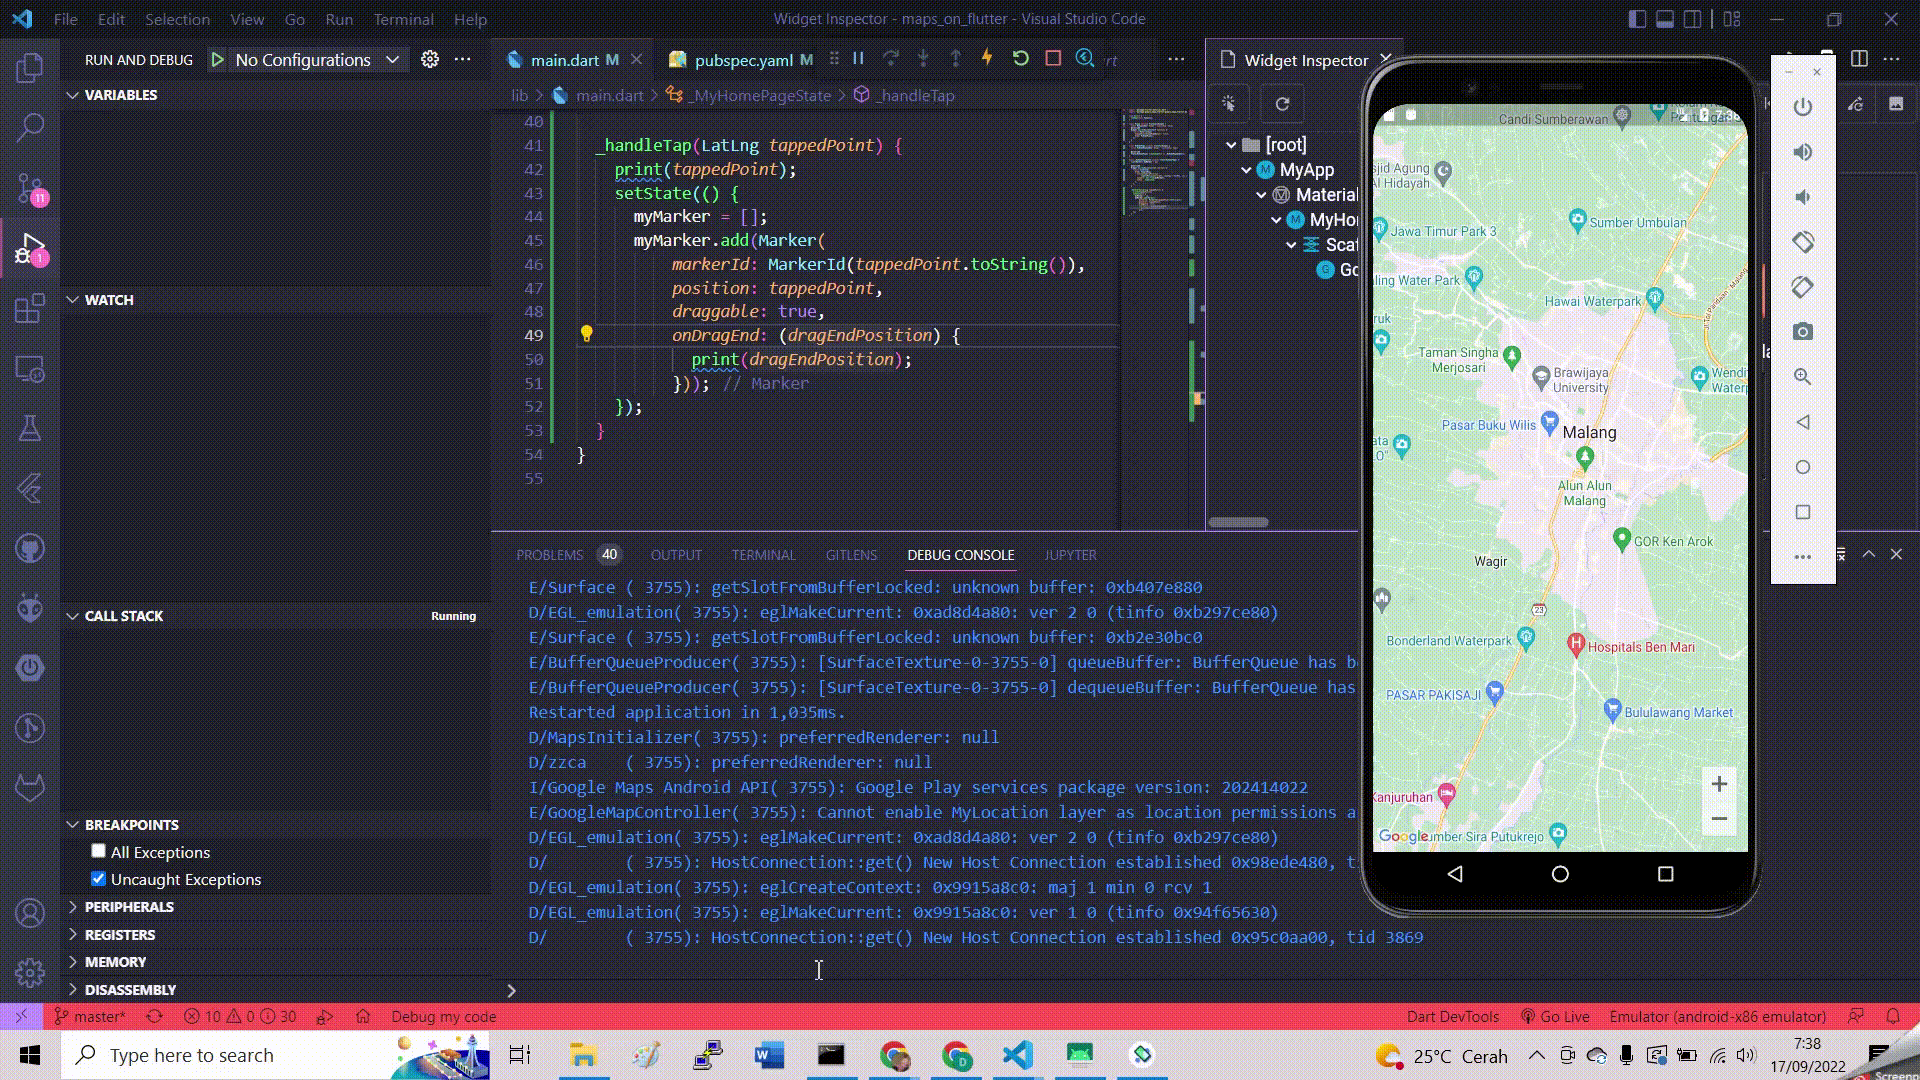 File Edit Selection View Go Run Terminal Help
Widget Inspector - maps_on_flutter - Visual Studio Code
RUN AND DEBUG
No Configurations
VARIABLES
WATCH
CALL STACK
Running
BREAKPOINTS
All Exceptions
Uncaught Exceptions
PERIPHERALS
REGISTERS
MEMORY
DISASSEMBLY
11
1
main.dart M
pubspec.yaml M
lib > main.dart > _MyHomePageState > _handleTap
40
41 _handleTap(LatLng tappedPoint) {
42 print(tappedPoint);
43 setState(() {
44 myMarker = [];
45 myMarker.add(Marker(
46 markerId: MarkerId(tappedPoint.toString()),
47 position: tappedPoint,
48 draggable: true,
49 onDragEnd: (dragEndPosition) {
50 print(dragEndPosition);
51 })); // Marker
52 });
53 }
54 }
55
Widget Inspector
[root]
MyApp
Material
MyHo
Scaf
Go
PROBLEMS 40 OUTPUT TERMINAL GITLENS DEBUG CONSOLE JUPYTER
E/Surface ( 3755): getSlotFromBufferLocked: unknown buffer: 0xb407e880
D/EGL_emulation( 3755): eglMakeCurrent: 0xad8d4a80: ver 2 0 (tinfo 0xb297ce80)
E/Surface ( 3755): getSlotFromBufferLocked: unknown buffer: 0xb2e30bc0
E/BufferQueueProducer( 3755): [SurfaceTexture-0-3755-0] queueBuffer: BufferQueue has b
E/BufferQueueProducer( 3755): [SurfaceTexture-0-3755-0] dequeueBuffer: BufferQueue has
Restarted application in 1,035ms.
D/MapsInitializer( 3755): preferredRenderer: null
D/zzca ( 3755): preferredRenderer: null
I/Google Maps Android API( 3755): Google Play services package version: 202414022
E/GoogleMapController( 3755): Cannot enable MyLocation layer as location permissions a
D/EGL_emulation( 3755): eglMakeCurrent: 0xad8d4a80: ver 2 0 (tinfo 0xb297ce80)
D/ ( 3755): HostConnection::get() New Host Connection established 0x98ede480, ti
D/EGL_emulation( 3755): eglCreateContext: 0x9915a8c0: maj 1 min 0 rcv 1
D/EGL_emulation( 3755): eglMakeCurrent: 0x9915a8c0: ver 1 0 (tinfo 0x94f65630)
D/ ( 3755): HostConnection::get() New Host Connection established 0x95c0aa00, tid 3869
Candi Sumberawan
sjid Agung
Al Hidayah
Sumber Umbulan
Jawa Timur Park 3
ling Water Park
Hawai Waterpark
Taman Singha
Merjosari
Brawijaya
University
Wendi
Waterp
Pasar Buku Wilis
Malang
Alun Alun
Malang
GOR Ken Arok
Wagir
23
Bonderland Waterpark
Hospitals Ben Mari
PASAR PAKISAJI
Bululawang Market
Kanjuruhan
Google
umber Sira Putukrejo
master*
10 0 30
Debug my code
Dart DevTools
Go Live
Emulator (android-x86 emulator)
Type here to search
25°C Cerah
7:38
17/09/2022